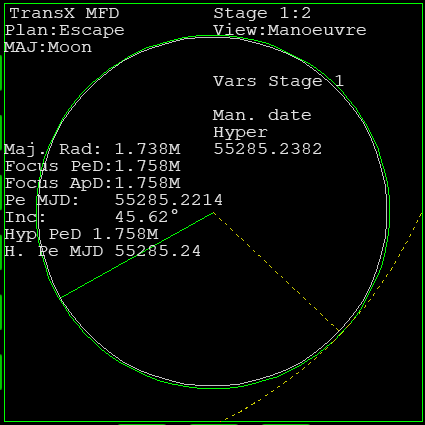 TransX MFD Stage 1:2
Plan:Escape View:Manoeuvre
MAJ:Moon
Vars Stage 1
Man. date
Hyper
Maj. Rad: 1.738M 55285.2382
Focus PeD:1.758M
Focus ApD:1.758M
Pe MJD: 55285.2214
Inc: 45.62°
Hyp PeD 1.758M
H. Pe MJD 55285.24